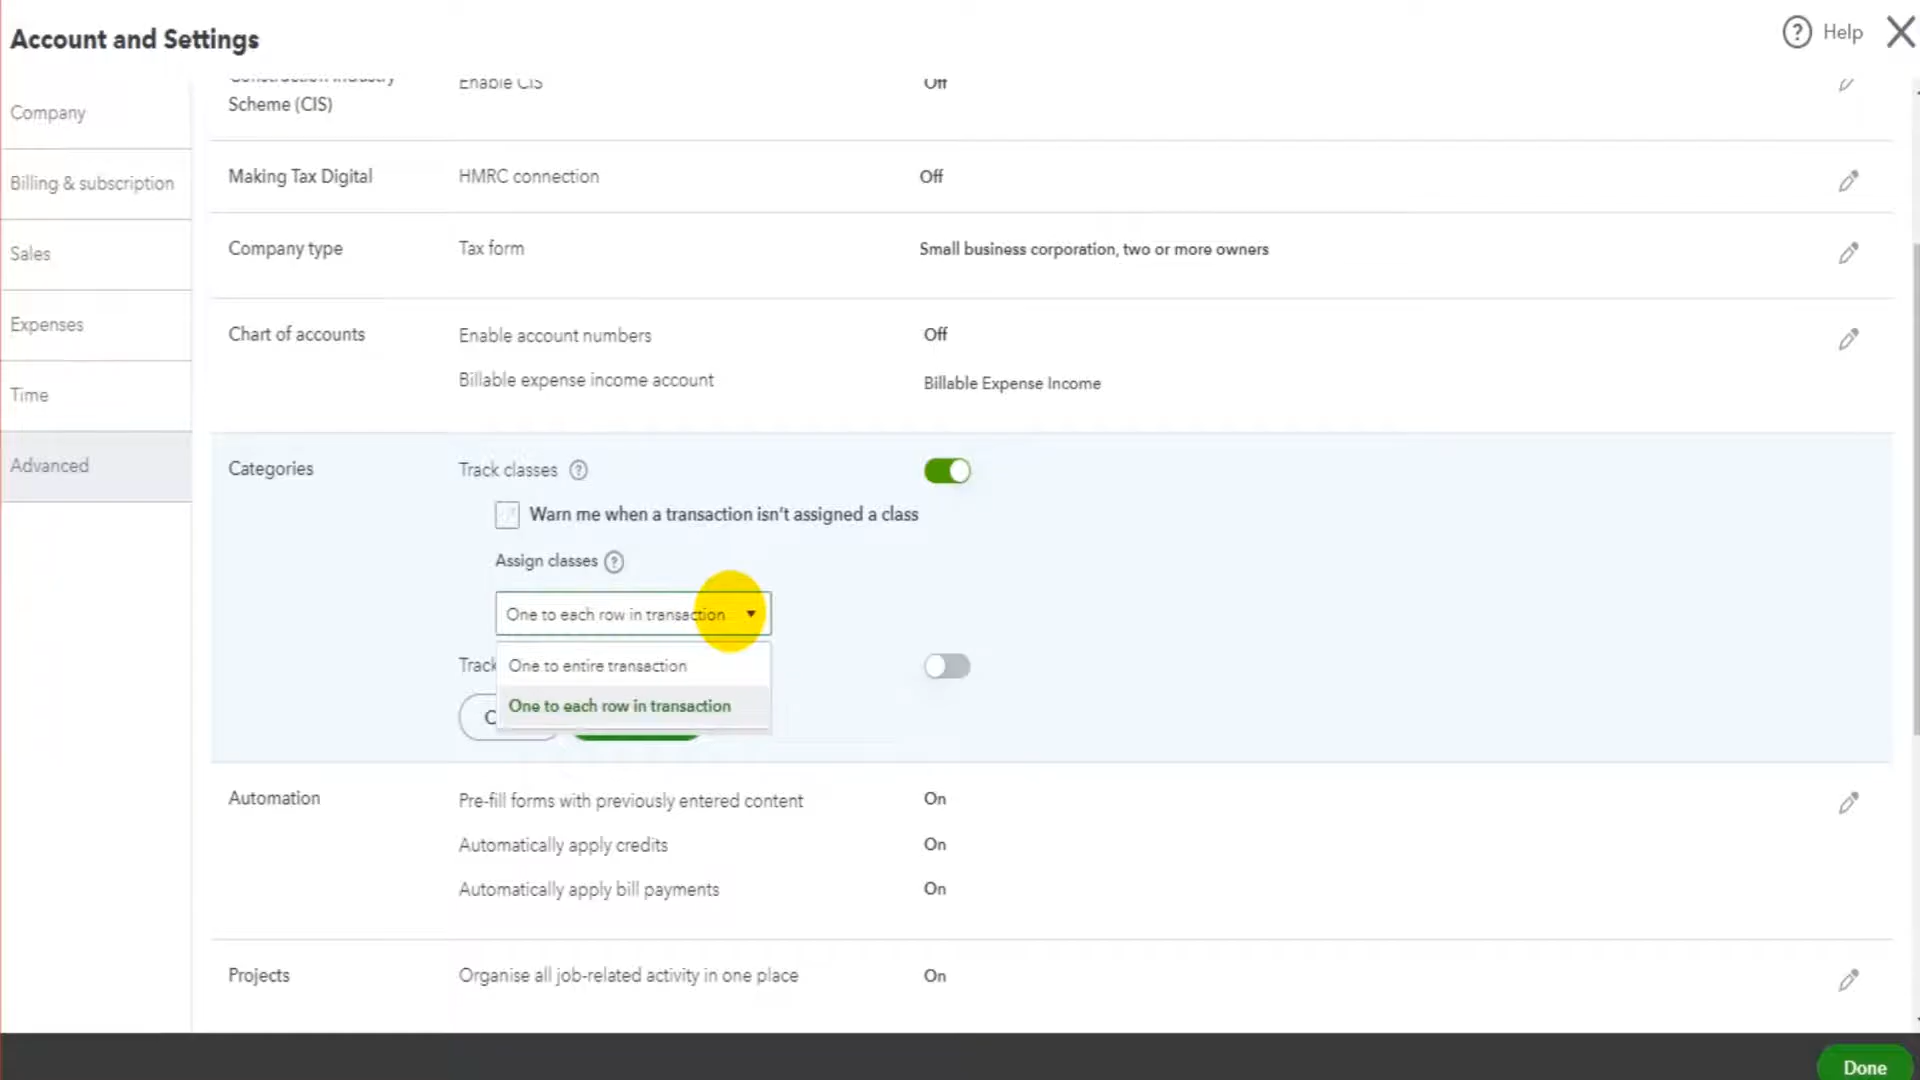 Account and Settings
Help
Company
Billing & subscription
Sales
Expenses
Time
Advanced
Construction Industry
Scheme (CIS)
Enable CIS
Off
Making Tax Digital
HMRC connection
Off
Company type
Tax form
Small business corporation, two or more owners
Chart of accounts
Enable account numbers
Off
Billable expense income account
Billable Expense Income
Categories
Track classes ?
Warn me when a transaction isn't assigned a class
Assign classes ?
One to each row in transaction
Track
One to entire transaction
One to each row in transaction
C
Automation
Pre-fill forms with previously entered content
On
Automatically apply credits
On
Automatically apply bill payments
On
Projects
Organise all job-related activity in one place
On
Done